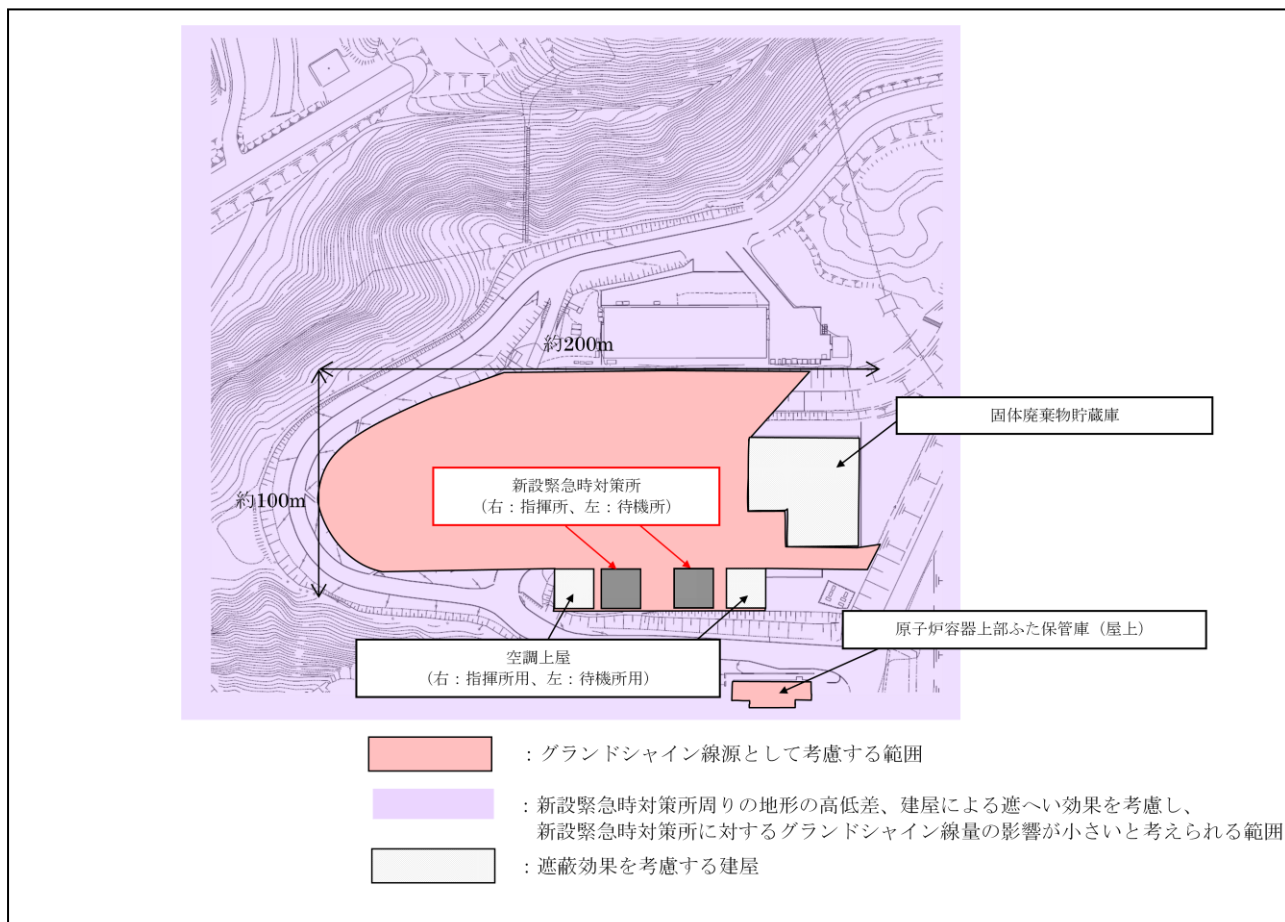 約200m
固体廃棄物貯蔵庫
新設緊急時対策所
（右：指揮所、左：待機所）
約100m
原子炉容器上部ふた保管庫（屋上）
空調上屋
（右：指揮所用、左：待機所用）
：グランドシャイン線源として考慮する範囲
：新設緊急時対策所周りの地形の高低差、建屋による遮へい効果を考慮し、
新設緊急時対策所に対するグランドシャイン線量の影響が小さいと考えられる範囲
：遮蔽効果を考慮する建屋